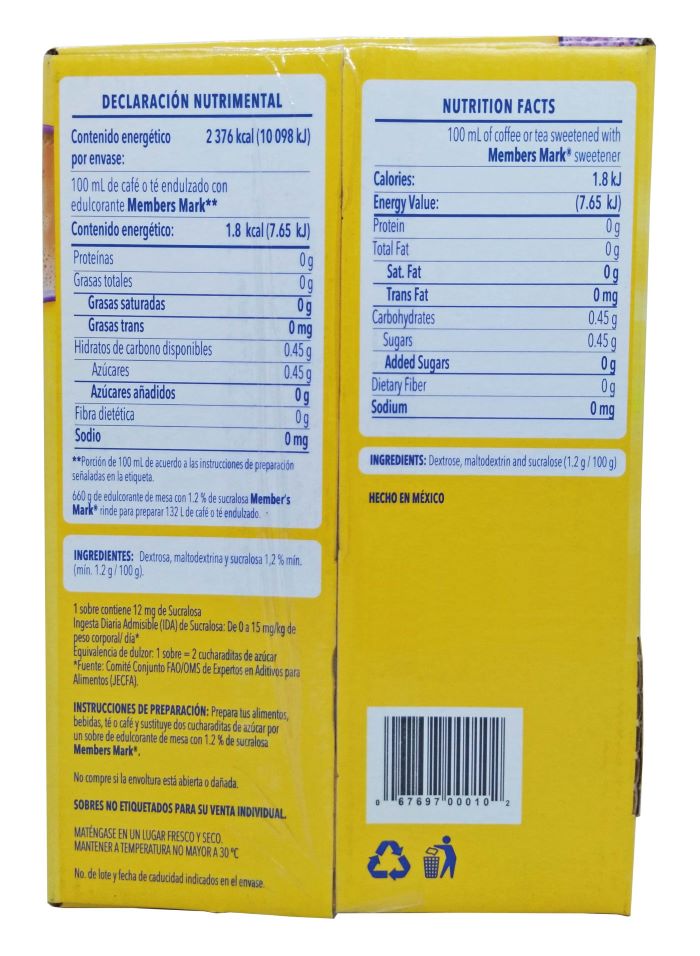 DECLARACIÓN NUTRIMENTAL
Contenido energético 2 376 kcal (10 098 kJ)
por envase:
100 mL de café o té endulzado con
edulcorante Members Mark**
Contenido energético: 1.8 kcal (7.65 kJ)
Proteínas 0 g
Grasas totales 0 g
Grasas saturadas 0 g
Grasas trans 0 mg
Hidratos de carbono disponibles 0.45 g
Azúcares 0.45 g
Azúcares añadidos 0 g
Fibra dietética 0 g
Sodio 0 mg
**Porción de 100 mL de acuerdo a las instrucciones de preparación
señaladas en la etiqueta.
660 g de edulcorante de mesa con 1.2 % de sucralosa Member's
Mark® rinde para preparar 132 L de café o té endulzado.
INGREDIENTES: Dextrosa, maltodextrina y sucralosa 1,2 % mín.
(mín. 1.2 g / 100 g).
1 sobre contiene 12 mg de Sucralosa
Ingesta Diaria Admisible (IDA) de Sucralosa: De 0 a 15 mg/kg de
peso corporal/ día*
Equivalencia de dulzor: 1 sobre = 2 cucharaditas de azúcar
*Fuente: Comité Conjunto FAO/OMS de Expertos en Aditivos para
Alimentos (JECFA).
INSTRUCCIONES DE PREPARACIÓN: Prepara tus alimentos,
bebidas, té o café y sustituye dos cucharaditas de azúcar por
un sobre de edulcorante de mesa con 1.2 % de sucralosa
Members Mark®.
No compre si la envoltura está abierta o dañada.
SOBRES NO ETIQUETADOS PARA SU VENTA INDIVIDUAL.
MATÉNGASE EN UN LUGAR FRESCO Y SECO.
MANTENER A TEMPERATURA NO MAYOR A 30 °C
No. de lote y fecha de caducidad indicados en el envase.
NUTRITION FACTS
100 mL of coffee or tea sweetened with
Members Mark® sweetener
Calories: 1.8 kJ
Energy Value: (7.65 kJ)
Protein 0 g
Total Fat 0 g
Sat. Fat 0 g
Trans Fat 0 mg
Carbohydrates 0.45 g
Sugars 0.45 g
Added Sugars 0 g
Dietary Fiber 0 g
Sodium 0 mg
INGREDIENTS: Dextrose, maltodextrin and sucralose (1.2 g / 100 g)
HECHO EN MÉXICO
0 67697 00010 2